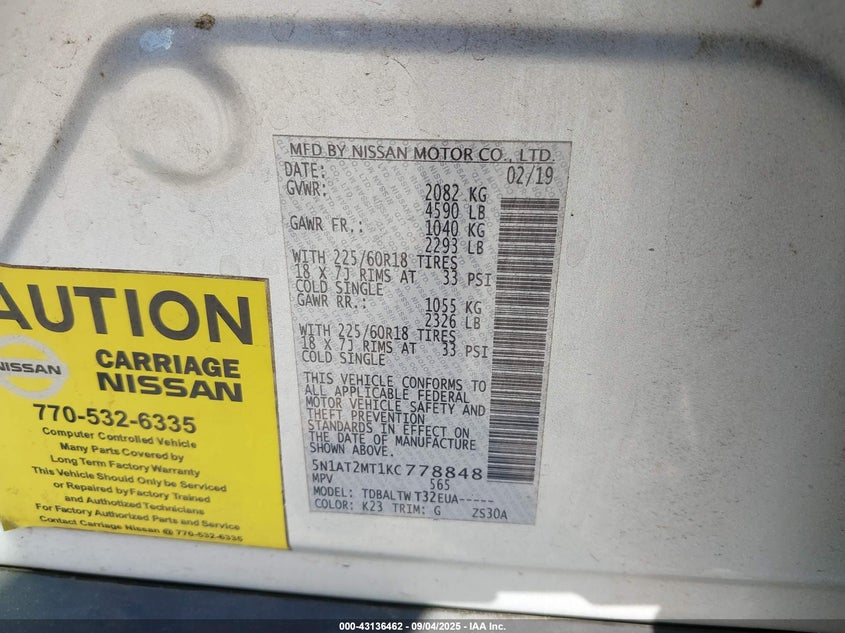 MFD BY NISSAN MOTOR CO., LTD.
DATE: 02/19
GVWR: 2082 KG
4590 LB
GAWR FR.: 1040 KG
2293 LB
WITH 225/60R18 TIRES
18 X 7J RIMS AT 33 PSI
COLD SINGLE
GAWR RR.: 1055 KG
2326 LB
WITH 225/60R18 TIRES
18 X 7J RIMS AT 33 PSI
COLD SINGLE
THIS VEHICLE CONFORMS TO
ALL APPLICABLE FEDERAL
MOTOR VEHICLE SAFETY AND
THEFT PREVENTION
STANDARDS IN EFFECT ON
THE DATE OF MANUFACTURE
SHOWN ABOVE.
5N1AT2MT1KC778848
MPV 565
MODEL: TDBALTW T32EUA-----
COLOR: K23 TRIM: G ZS30A
AUTION
NISSAN
CARRIAGE
NISSAN
770-532-6335
Computer Controlled Vehicle
Many Parts Covered by
Long Term Factory Warranty
This Vehicle Should Only be Serviced
or Repaired by Factory Trained
and Authotized Technicians
For Factory Authorized Parts and Service
Contact Carriage Nissan @ 770-532-6335
000-43136462 - 09/04/2025 - IAA Inc.